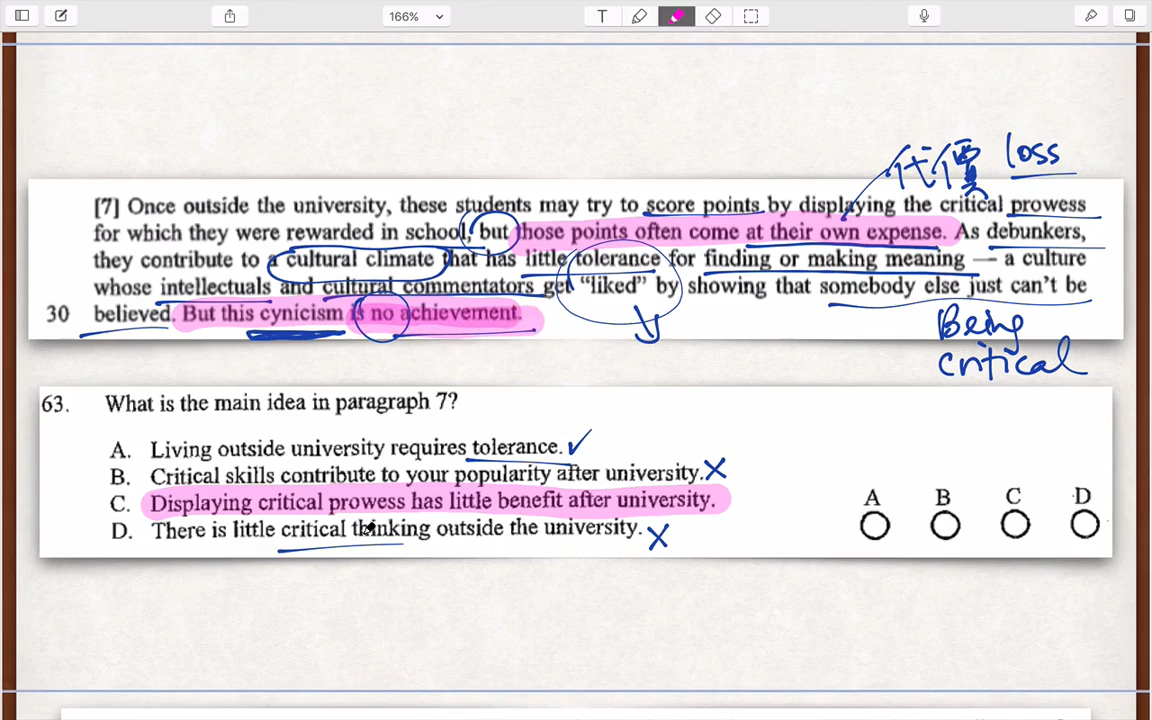 166%
T
代價 loss
[7] Once outside the university, these students may try to score points by displaying the critical prowess
for which they were rewarded in school, but those points often come at their own expense. As debunkers,
they contribute to a cultural climate that has little tolerance for finding or making meaning — a culture
whose intellectuals and cultural commentators get “liked” by showing that somebody else just can’t be
30 believed. But this cynicism is no achievement.
Being
critical
63. What is the main idea in paragraph 7?
A. Living outside university requires tolerance.
B. Critical skills contribute to your popularity after university.
C. Displaying critical prowess has little benefit after university.
D. There is little critical thinking outside the university.
A B C D